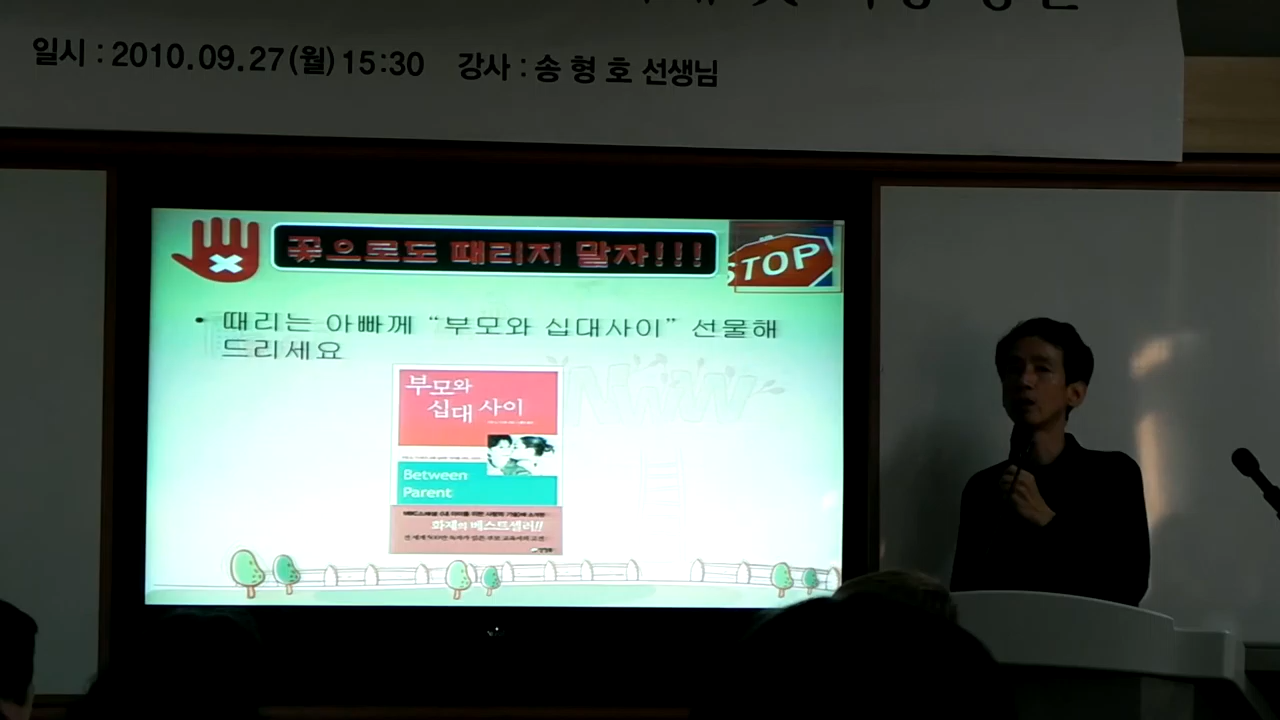 일시 : 2010.09.27(월) 15:30 강사 : 송 형 호 선생님
꽃으로도 때리지 말자!!!
STOP
• 때리는 아빠께 “부모와 십대사이” 선물해
드리세요
부모와
십대 사이
Between
Parent
화제의 베스트셀러!!